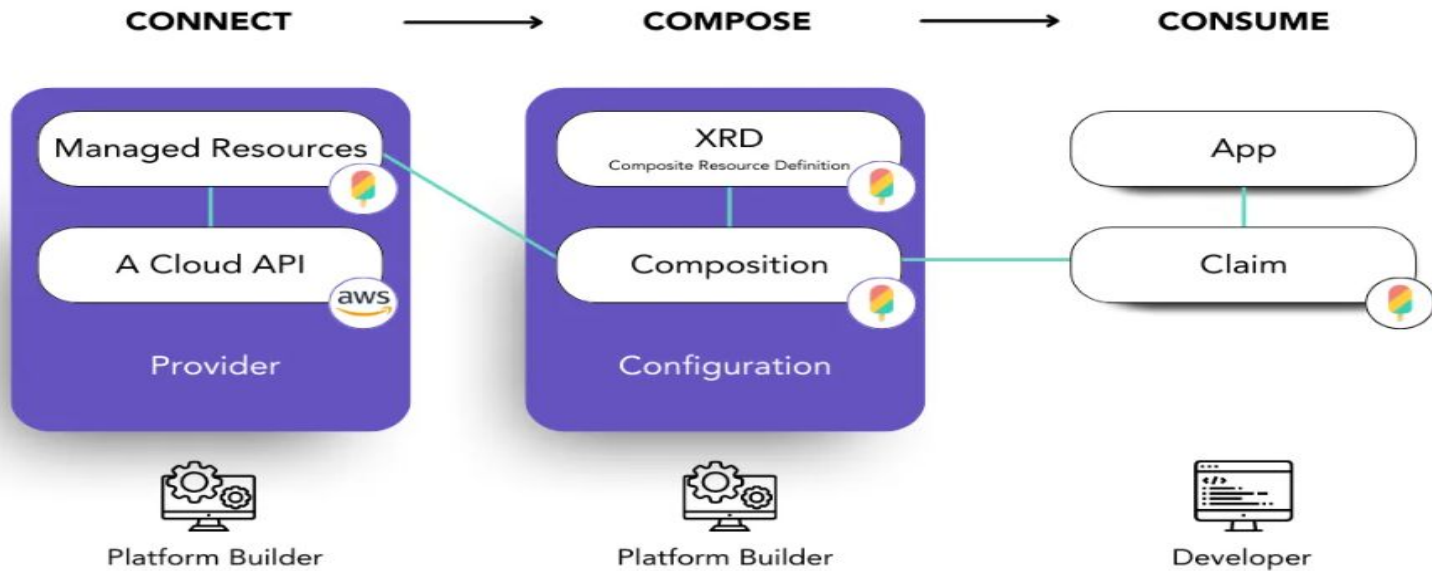 CONNECT
COMPOSE
CONSUME
Managed Resources
A Cloud API
aws
Provider
XRD
Composite Resource Definition
Composition
Configuration
App
Claim
Platform Builder
Platform Builder
</>
Developer